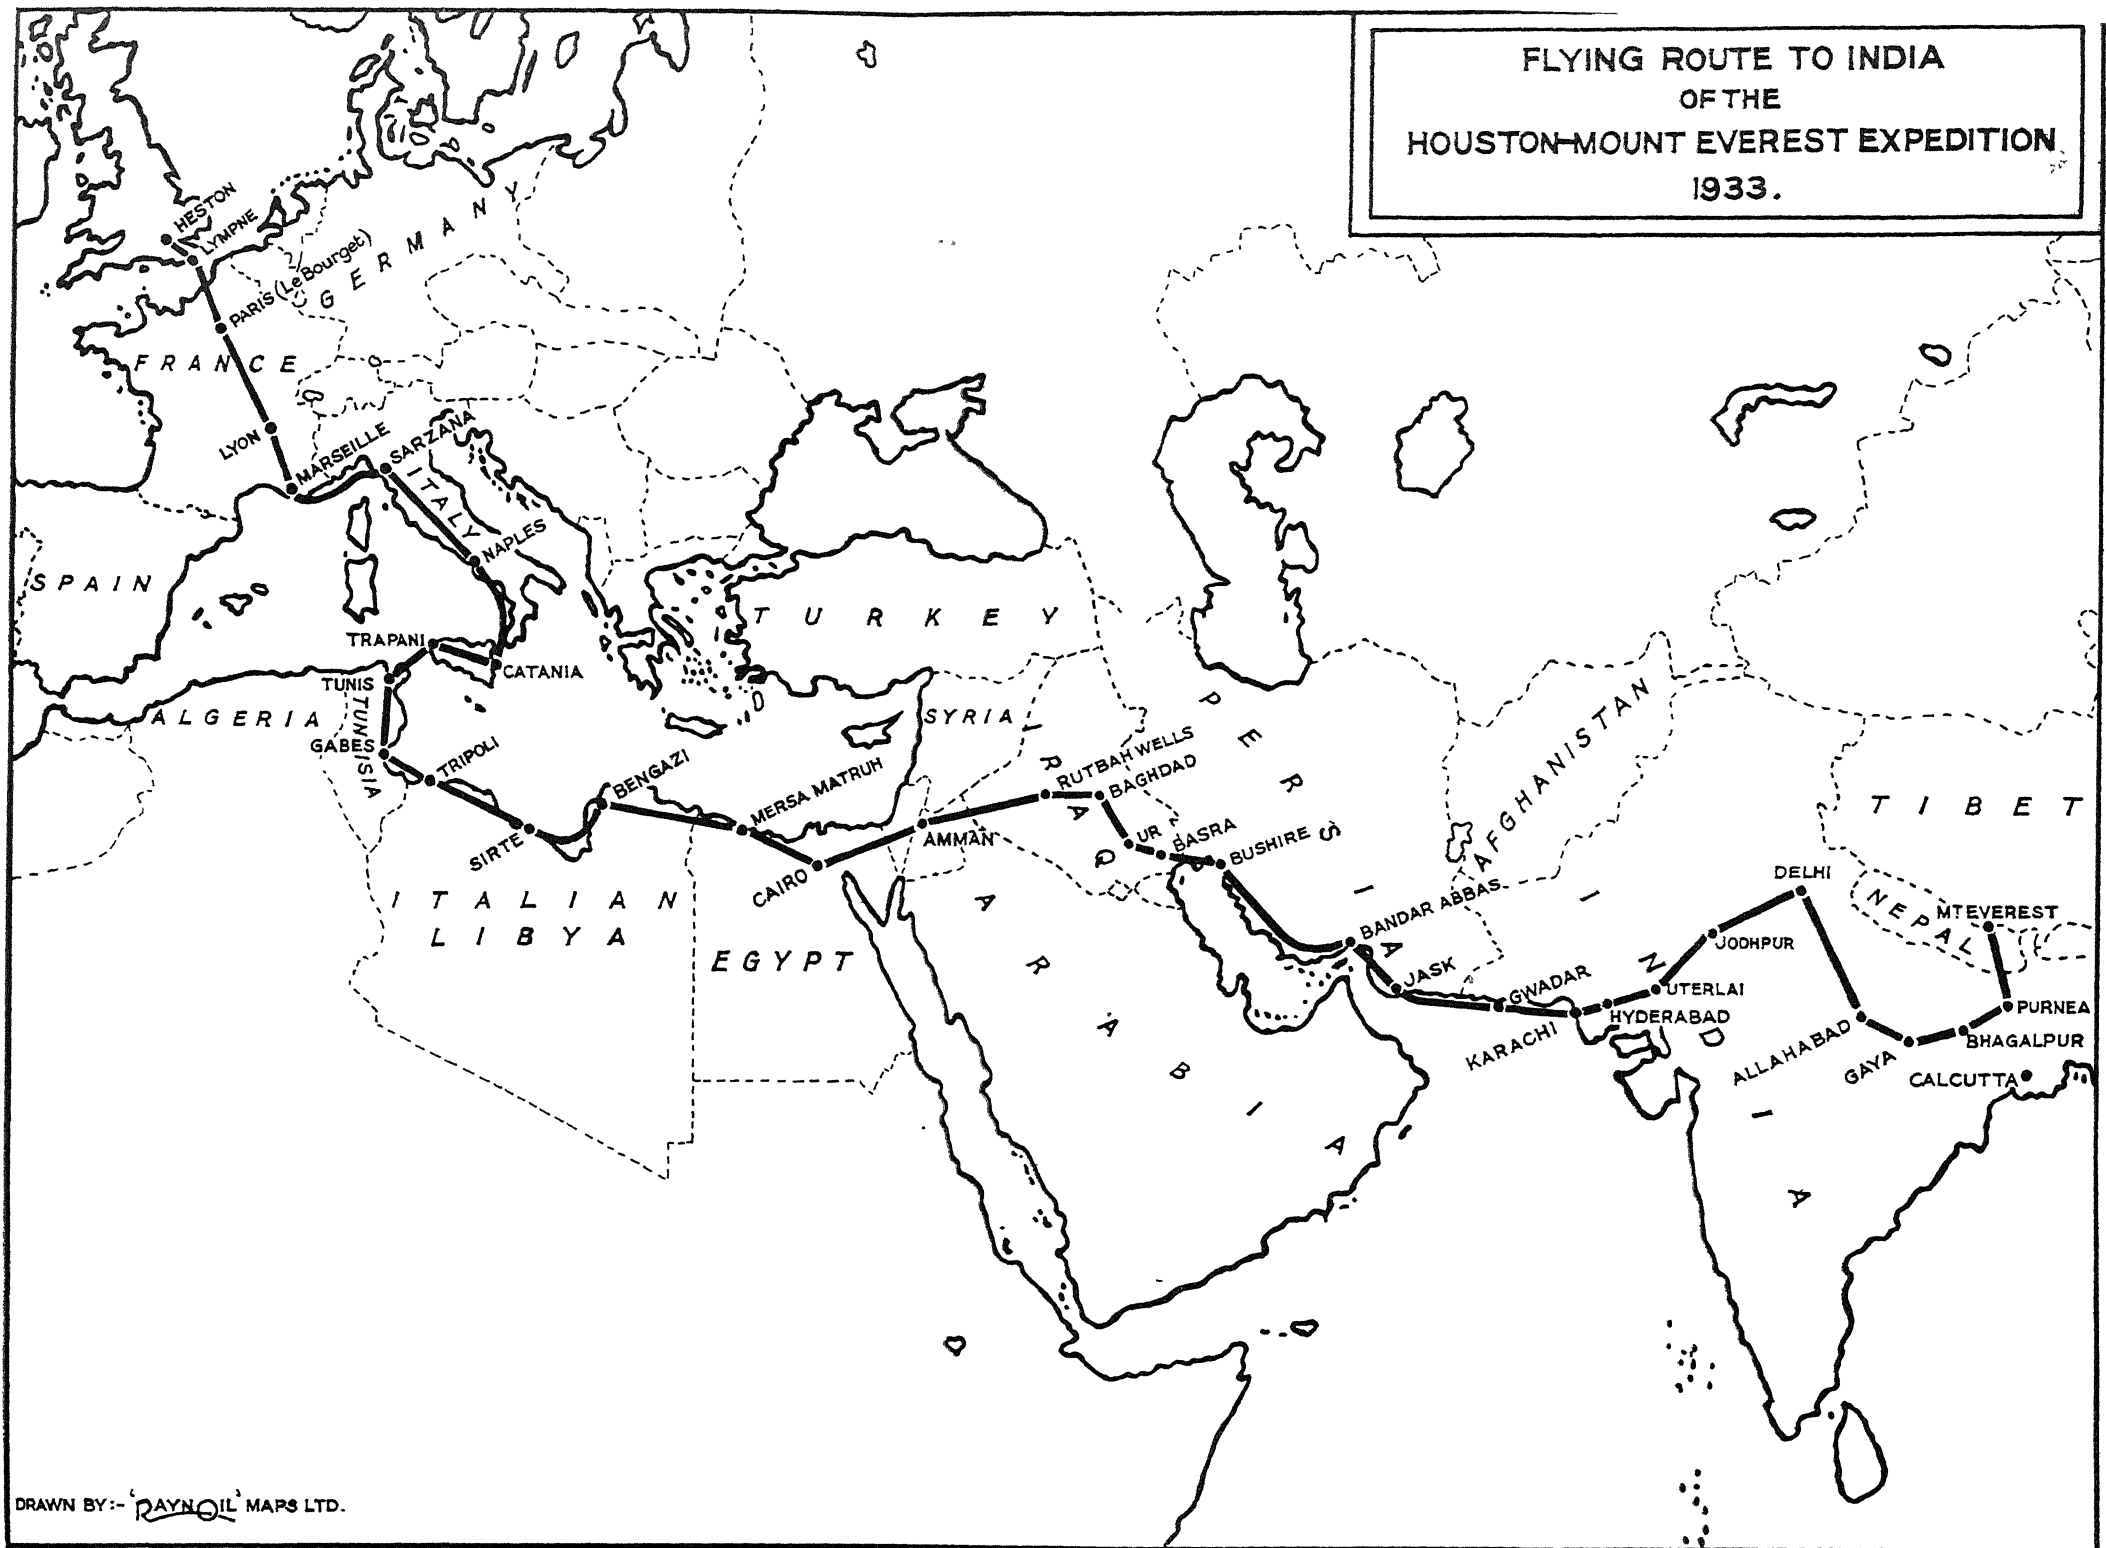 FLYING ROUTE TO INDIA
OF THE
HOUSTON-MOUNT EVEREST EXPEDITION
1933.
HESTON
LYMPNE
PARIS (Le Bourget)
GERMANY
FRANCE
LYON
MARSEILLE
SARZANA
ITALY
NAPLES
SPAIN
TURKEY
TRAPANI
CATANIA
TUNIS
ALGERIA
TUNISIA
GABES
TRIPOLI
SIRTE
BENGAZI
MERSA MATRUH
CAIRO
ITALIAN
LIBYA
EGYPT
SYRIA
AMMAN
IRAQ
RUTBAH WELLS
BAGHDAD
UR
BASRA
BUSHIRE
PERSIA
ARABIA
BANDAR ABBAS
JASK
GWADAR
KARACHI
HYDERABAD
UTERLAI
JODHPUR
DELHI
AFGHANISTAN
TIBET
NEPAL
MT EVEREST
PURNEA
BHAGALPUR
GAYA
ALLAHABAD
CALCUTTA
INDIA
DRAWN BY:- 'RAYNOIL' MAPS LTD.